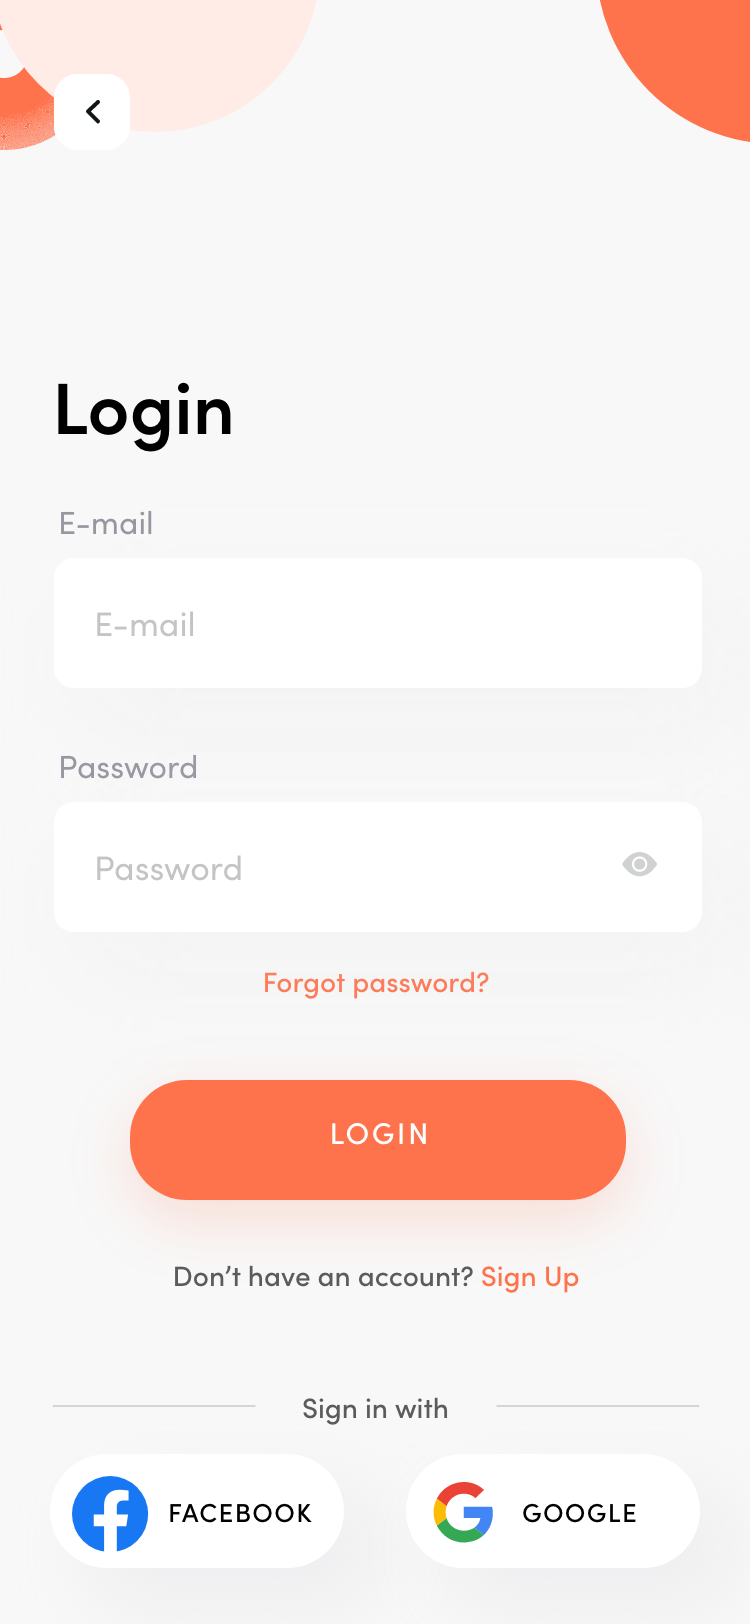 Login
E-mail
E-mail
Password
Password
Forgot password?
LOGIN
Don’t have an account? Sign Up
Sign in with
FACEBOOK
GOOGLE